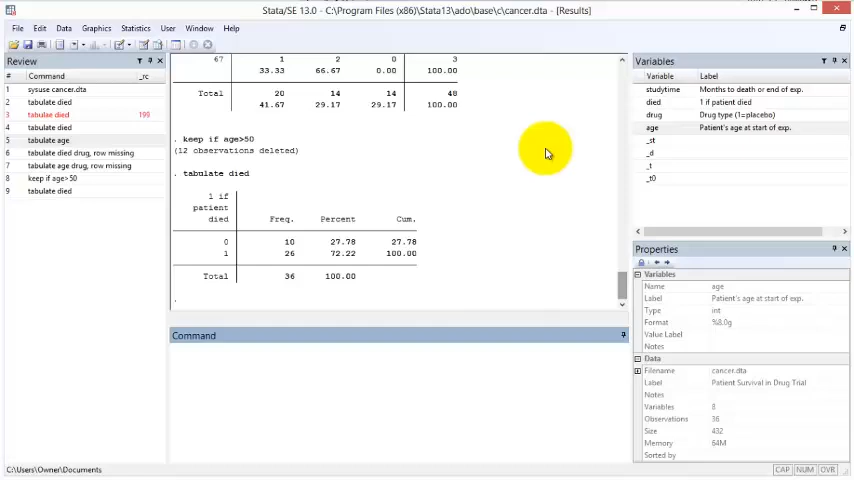 Stata/SE 13.0 - C:\Program Files (x86)\Stata13\ado\base\c\cancer.dta - [Results]
File Edit Data Graphics Statistics User Window Help
Review
# Command _rc
1 sysuse cancer.dta
2 tabulate died
3 tabulae died 199
4 tabulate died
5 tabulate age
6 tabulate died drug, row missing
7 tabulate age drug, row missing
8 keep if age>50
9 tabulate died
67 1 2 0 3
33.33 66.67 0.00 100.00
Total 20 14 14 48
41.67 29.17 29.17 100.00
. keep if age>50
(12 observations deleted)
. tabulate died
1 if
patient
died Freq. Percent Cum.
0 10 27.78 27.78
1 26 72.22 100.00
Total 36 100.00
.
Command
Variables
Variable Label
studytime Months to death or end of exp.
died 1 if patient died
drug Drug type (1=placebo)
age Patient's age at start of exp.
_st
_d
_t
_t0
Properties
Variables
Name age
Label Patient's age at start of exp.
Type int
Format %8.0g
Value Label
Notes
Data
Filename cancer.dta
Label Patient Survival in Drug Trial
Notes
Variables 8
Observations 36
Size 432
Memory 64M
Sorted by
C:\Users\Owner\Documents
CAP NUM OVR